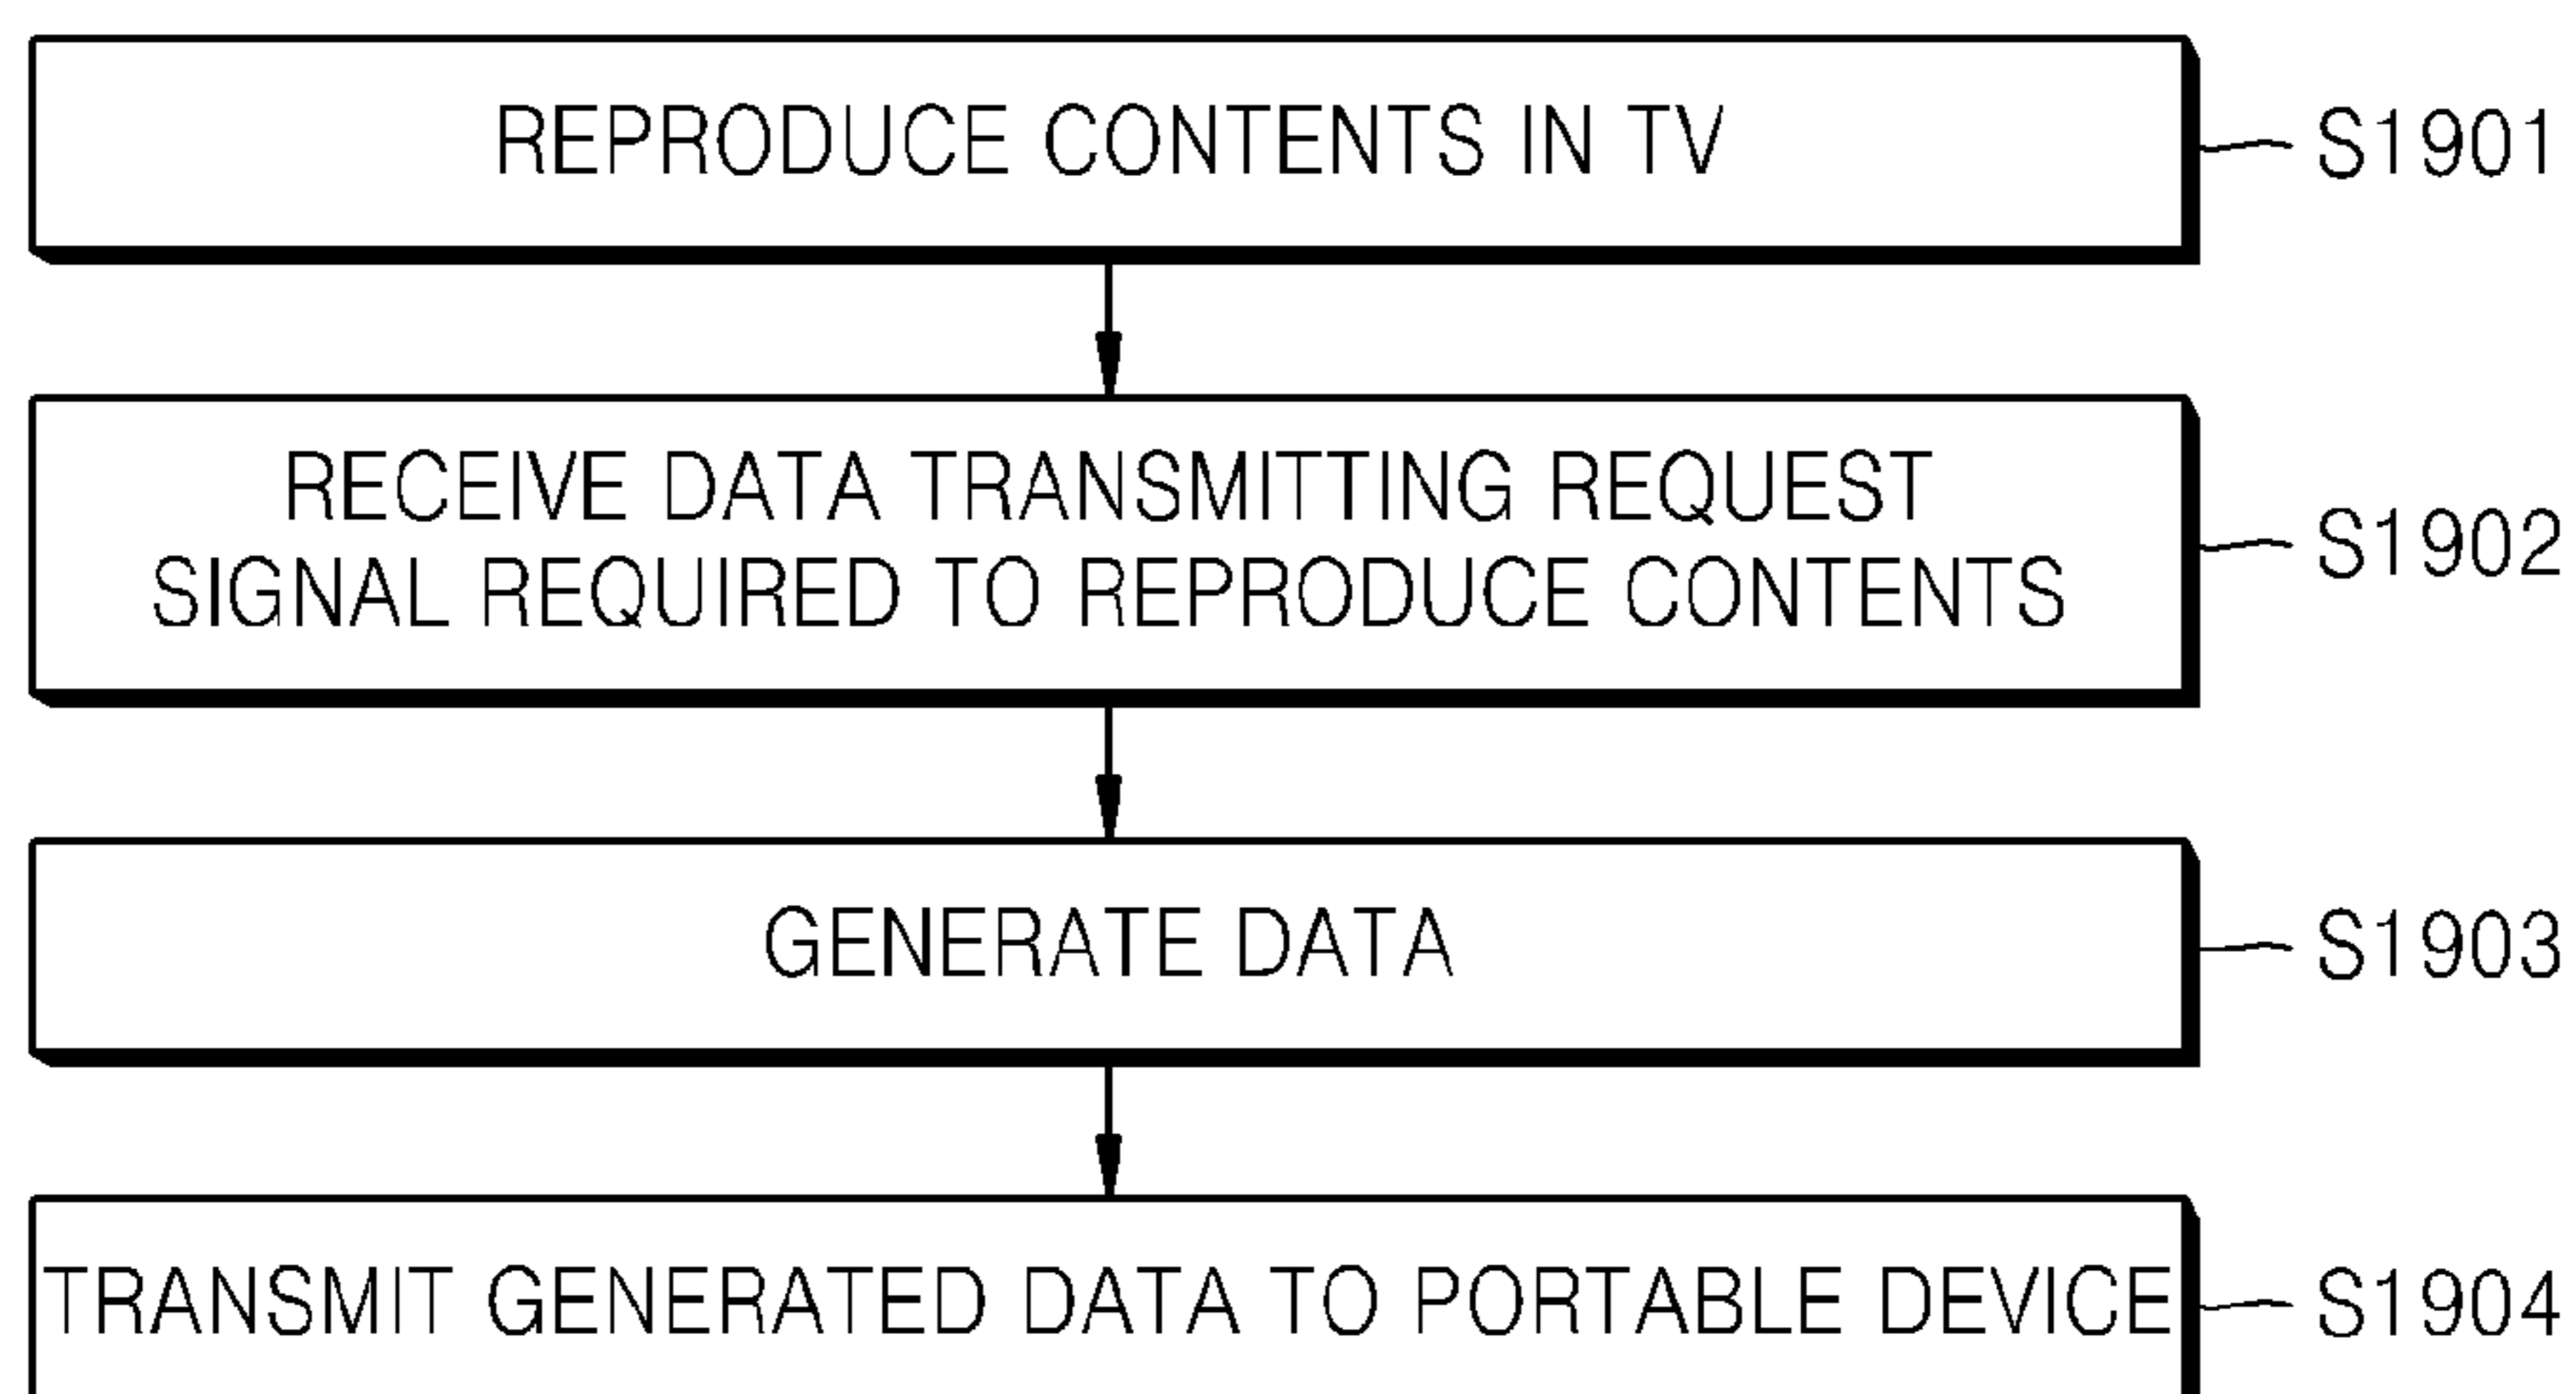 REPRODUCE CONTENTS IN TV
S1901
RECEIVE DATA TRANSMITTING REQUEST
SIGNAL REQUIRED TO REPRODUCE CONTENTS
S1902
GENERATE DATA
S1903
TRANSMIT GENERATED DATA TO PORTABLE DEVICE
S1904